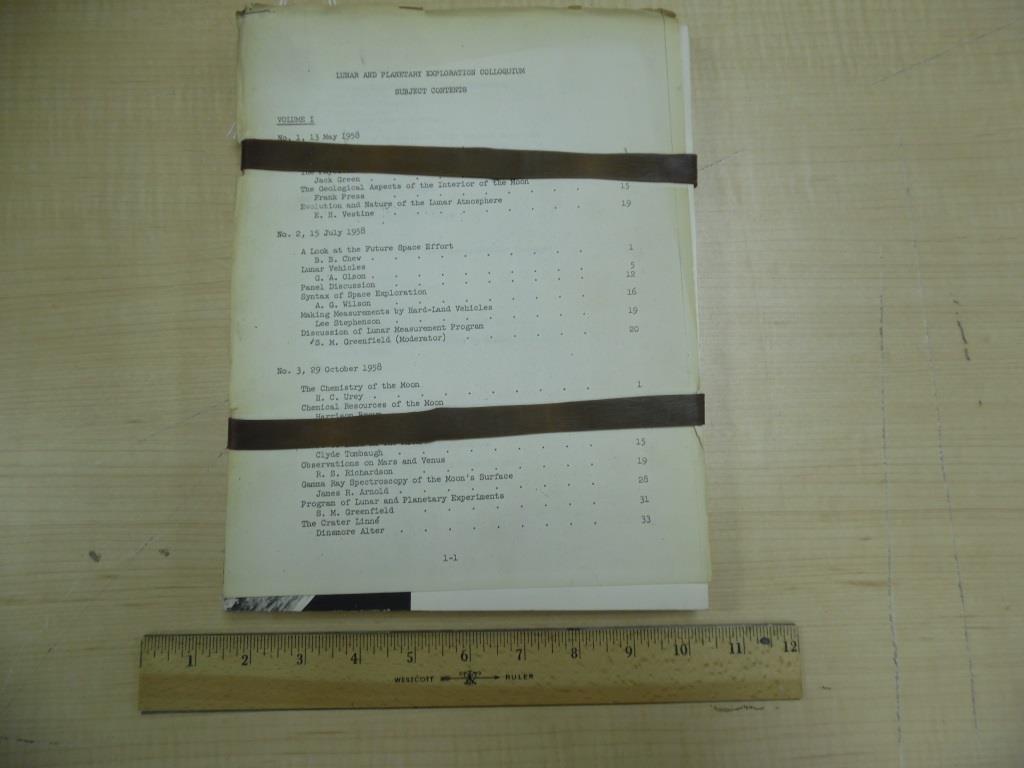 LUNAR AND PLANETARY EXPLORATION COLLOQUIUM
SUBJECT CONTENTS
VOLUME I
No. 1, 13 May 1958
Jack Green . . .
The Geological Aspects of the Interior of the Moon 15
Frank Press . . .
Evolution and Nature of the Lunar Atmosphere 19
E. H. Vestine . . .
No. 2, 15 July 1958
A Look at the Future Space Effort 1
B. B. Chew . . .
Lunar Vehicles 5
G. A. Olson . . .
Panel Discussion 12
Syntax of Space Exploration 16
A. G. Wilson . . .
Making Measurements by Hard-Land Vehicles 19
Lee Stephenson . . .
Discussion of Lunar Measurement Program 20
S. M. Greenfield (Moderator) . . .
No. 3, 29 October 1958
The Chemistry of the Moon 1
H. C. Urey . . .
Chemical Resources of the Moon
Harrison Brown
15
Clyde Tombaugh . . .
Observations on Mars and Venus 19
R. S. Richardson . . .
Gamma Ray Spectroscopy of the Moon's Surface 28
James R. Arnold . . .
Program of Lunar and Planetary Experiments 31
S. M. Greenfield . . .
The Crater Linné 33
Dinsmore Alter . . .
1-1
1 2 3 4 5 6 7 8 9 10 11 12
WESTCOTT RULER